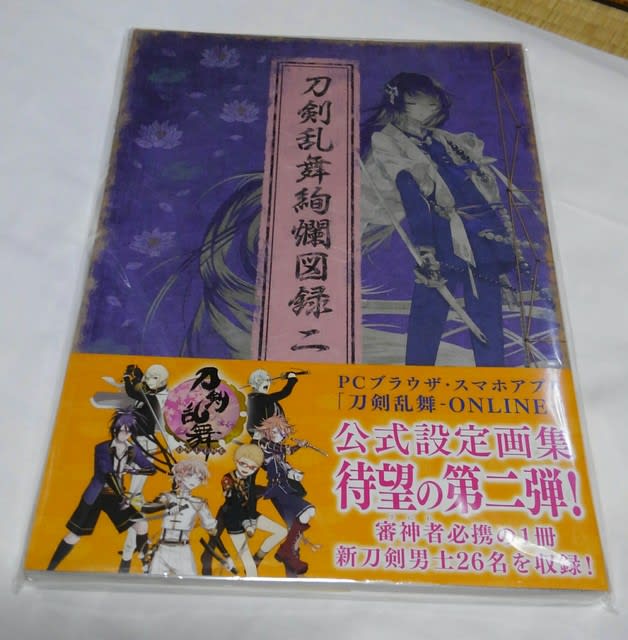 刀剣乱舞絢爛図録 二
刀剣乱舞
PCブラウザ・スマホアプ
「刀剣乱舞-ONLINE
公式設定画集
待望の第二弾!
審神者必携の1冊
新刀剣男士26名を収録!